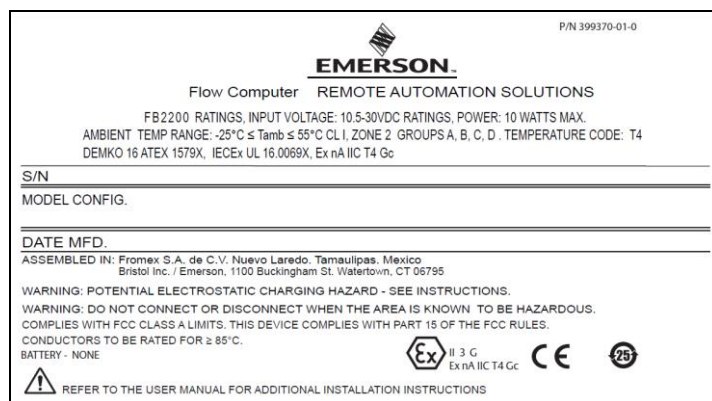 P/N 399370-01-0
EMERSON™
Flow Computer REMOTE AUTOMATION SOLUTIONS
FB2200 RATINGS, INPUT VOLTAGE: 10.5-30VDC RATINGS, POWER: 10 WATTS MAX.
AMBIENT TEMP RANGE: -25°C ≤ Tamb ≤ 55°C CL I, ZONE 2 GROUPS A, B, C, D . TEMPERATURE CODE: T4
DEMKO 16 ATEX 1579X, IECEx UL 16.0069X, Ex nA IIC T4 Gc
S/N
MODEL CONFIG.
DATE MFD.
ASSEMBLED IN: Fromex S.A. de C.V. Nuevo Laredo. Tamaulipas. Mexico
Bristol Inc. / Emerson, 1100 Buckingham St. Watertown, CT 06795
WARNING: POTENTIAL ELECTROSTATIC CHARGING HAZARD - SEE INSTRUCTIONS.
WARNING: DO NOT CONNECT OR DISCONNECT WHEN THE AREA IS KNOWN TO BE HAZARDOUS.
COMPLIES WITH FCC CLASS A LIMITS. THIS DEVICE COMPLIES WITH PART 15 OF THE FCC RULES.
CONDUCTORS TO BE RATED FOR ≥ 85°C.
BATTERY - NONE
Ex II 3 G
Ex nA IIC T4 Gc
CE
25
REFER TO THE USER MANUAL FOR ADDITIONAL INSTALLATION INSTRUCTIONS